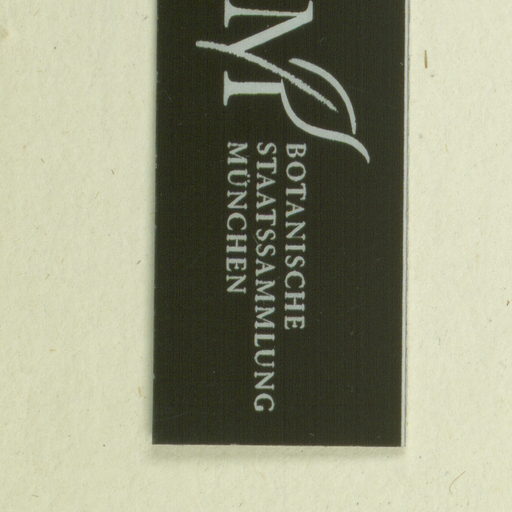 M
BOTANISCHE
STAATSSAMMLUNG
MÜNCHEN